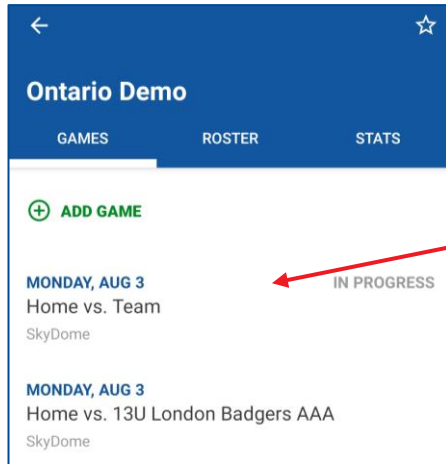 Ontario Demo
GAMES ROSTER STATS
ADD GAME
MONDAY, AUG 3 IN PROGRESS
Home vs. Team
SkyDome
MONDAY, AUG 3
Home vs. 13U London Badgers AAA
SkyDome